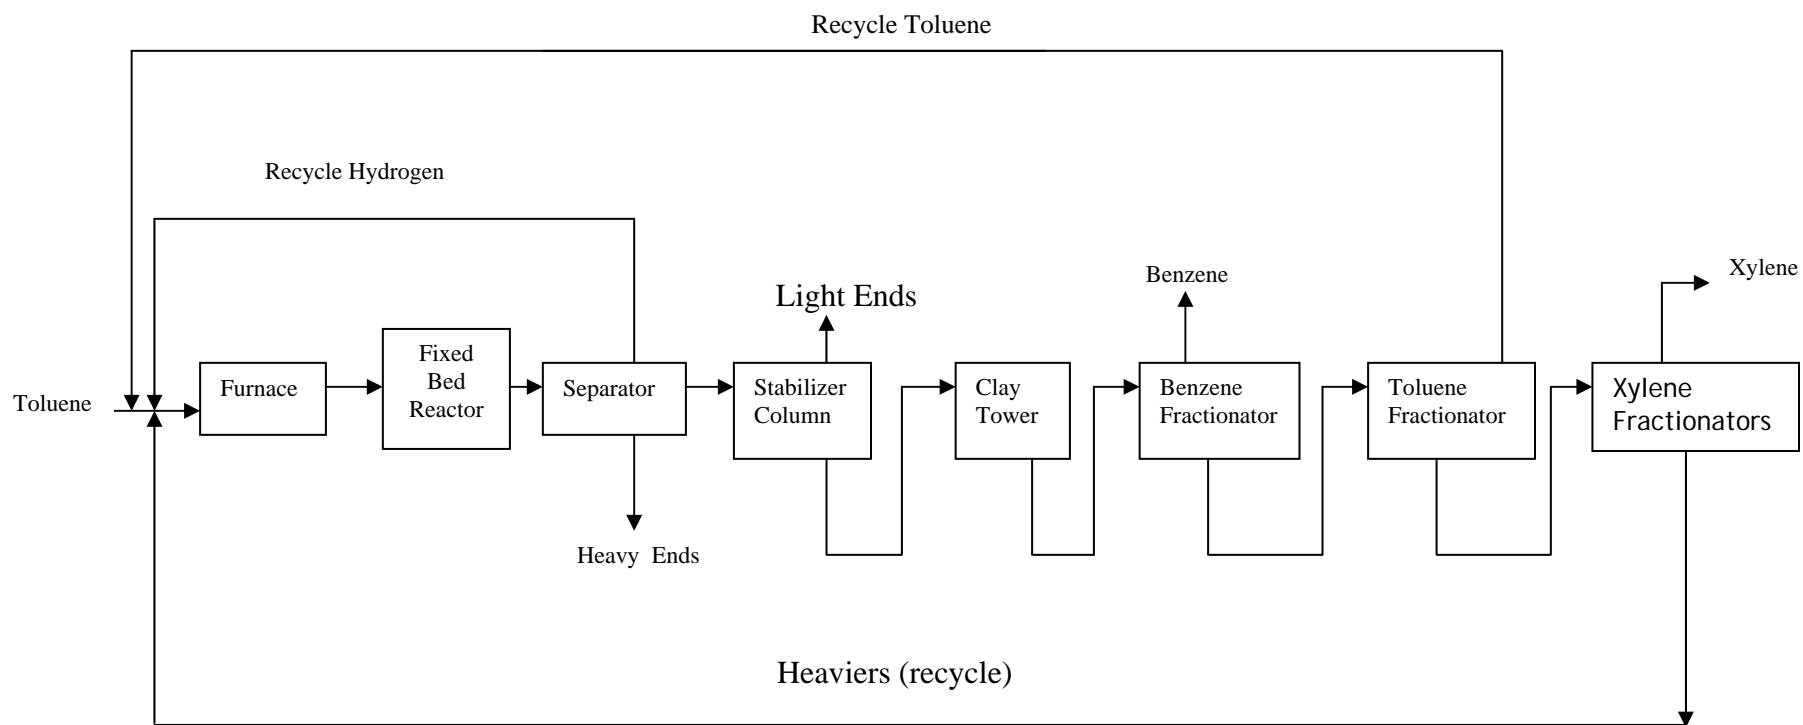 Recycle Toluene
Recycle Hydrogen
Light Ends
Benzene
Xylene
Toluene
Furnace
Fixed
Bed
Reactor
Separator
Stabilizer
Column
Clay
Tower
Benzene
Fractionator
Toluene
Fractionator
Xylene
Fractionators
Heavy Ends
Heaviers (recycle)